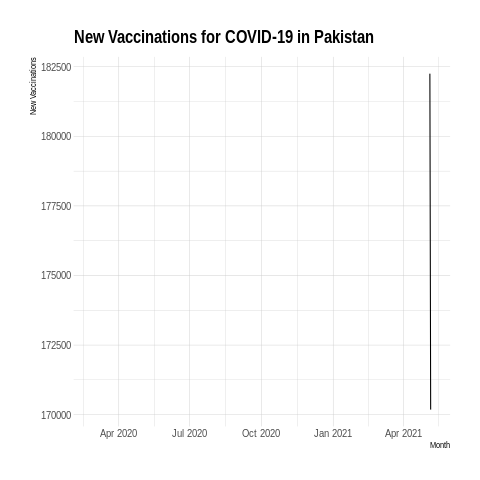 New Vaccinations for COVID-19 in Pakistan
New Vaccinations
182500
180000
177500
175000
172500
170000
Apr 2020 Jul 2020 Oct 2020 Jan 2021 Apr 2021
Month